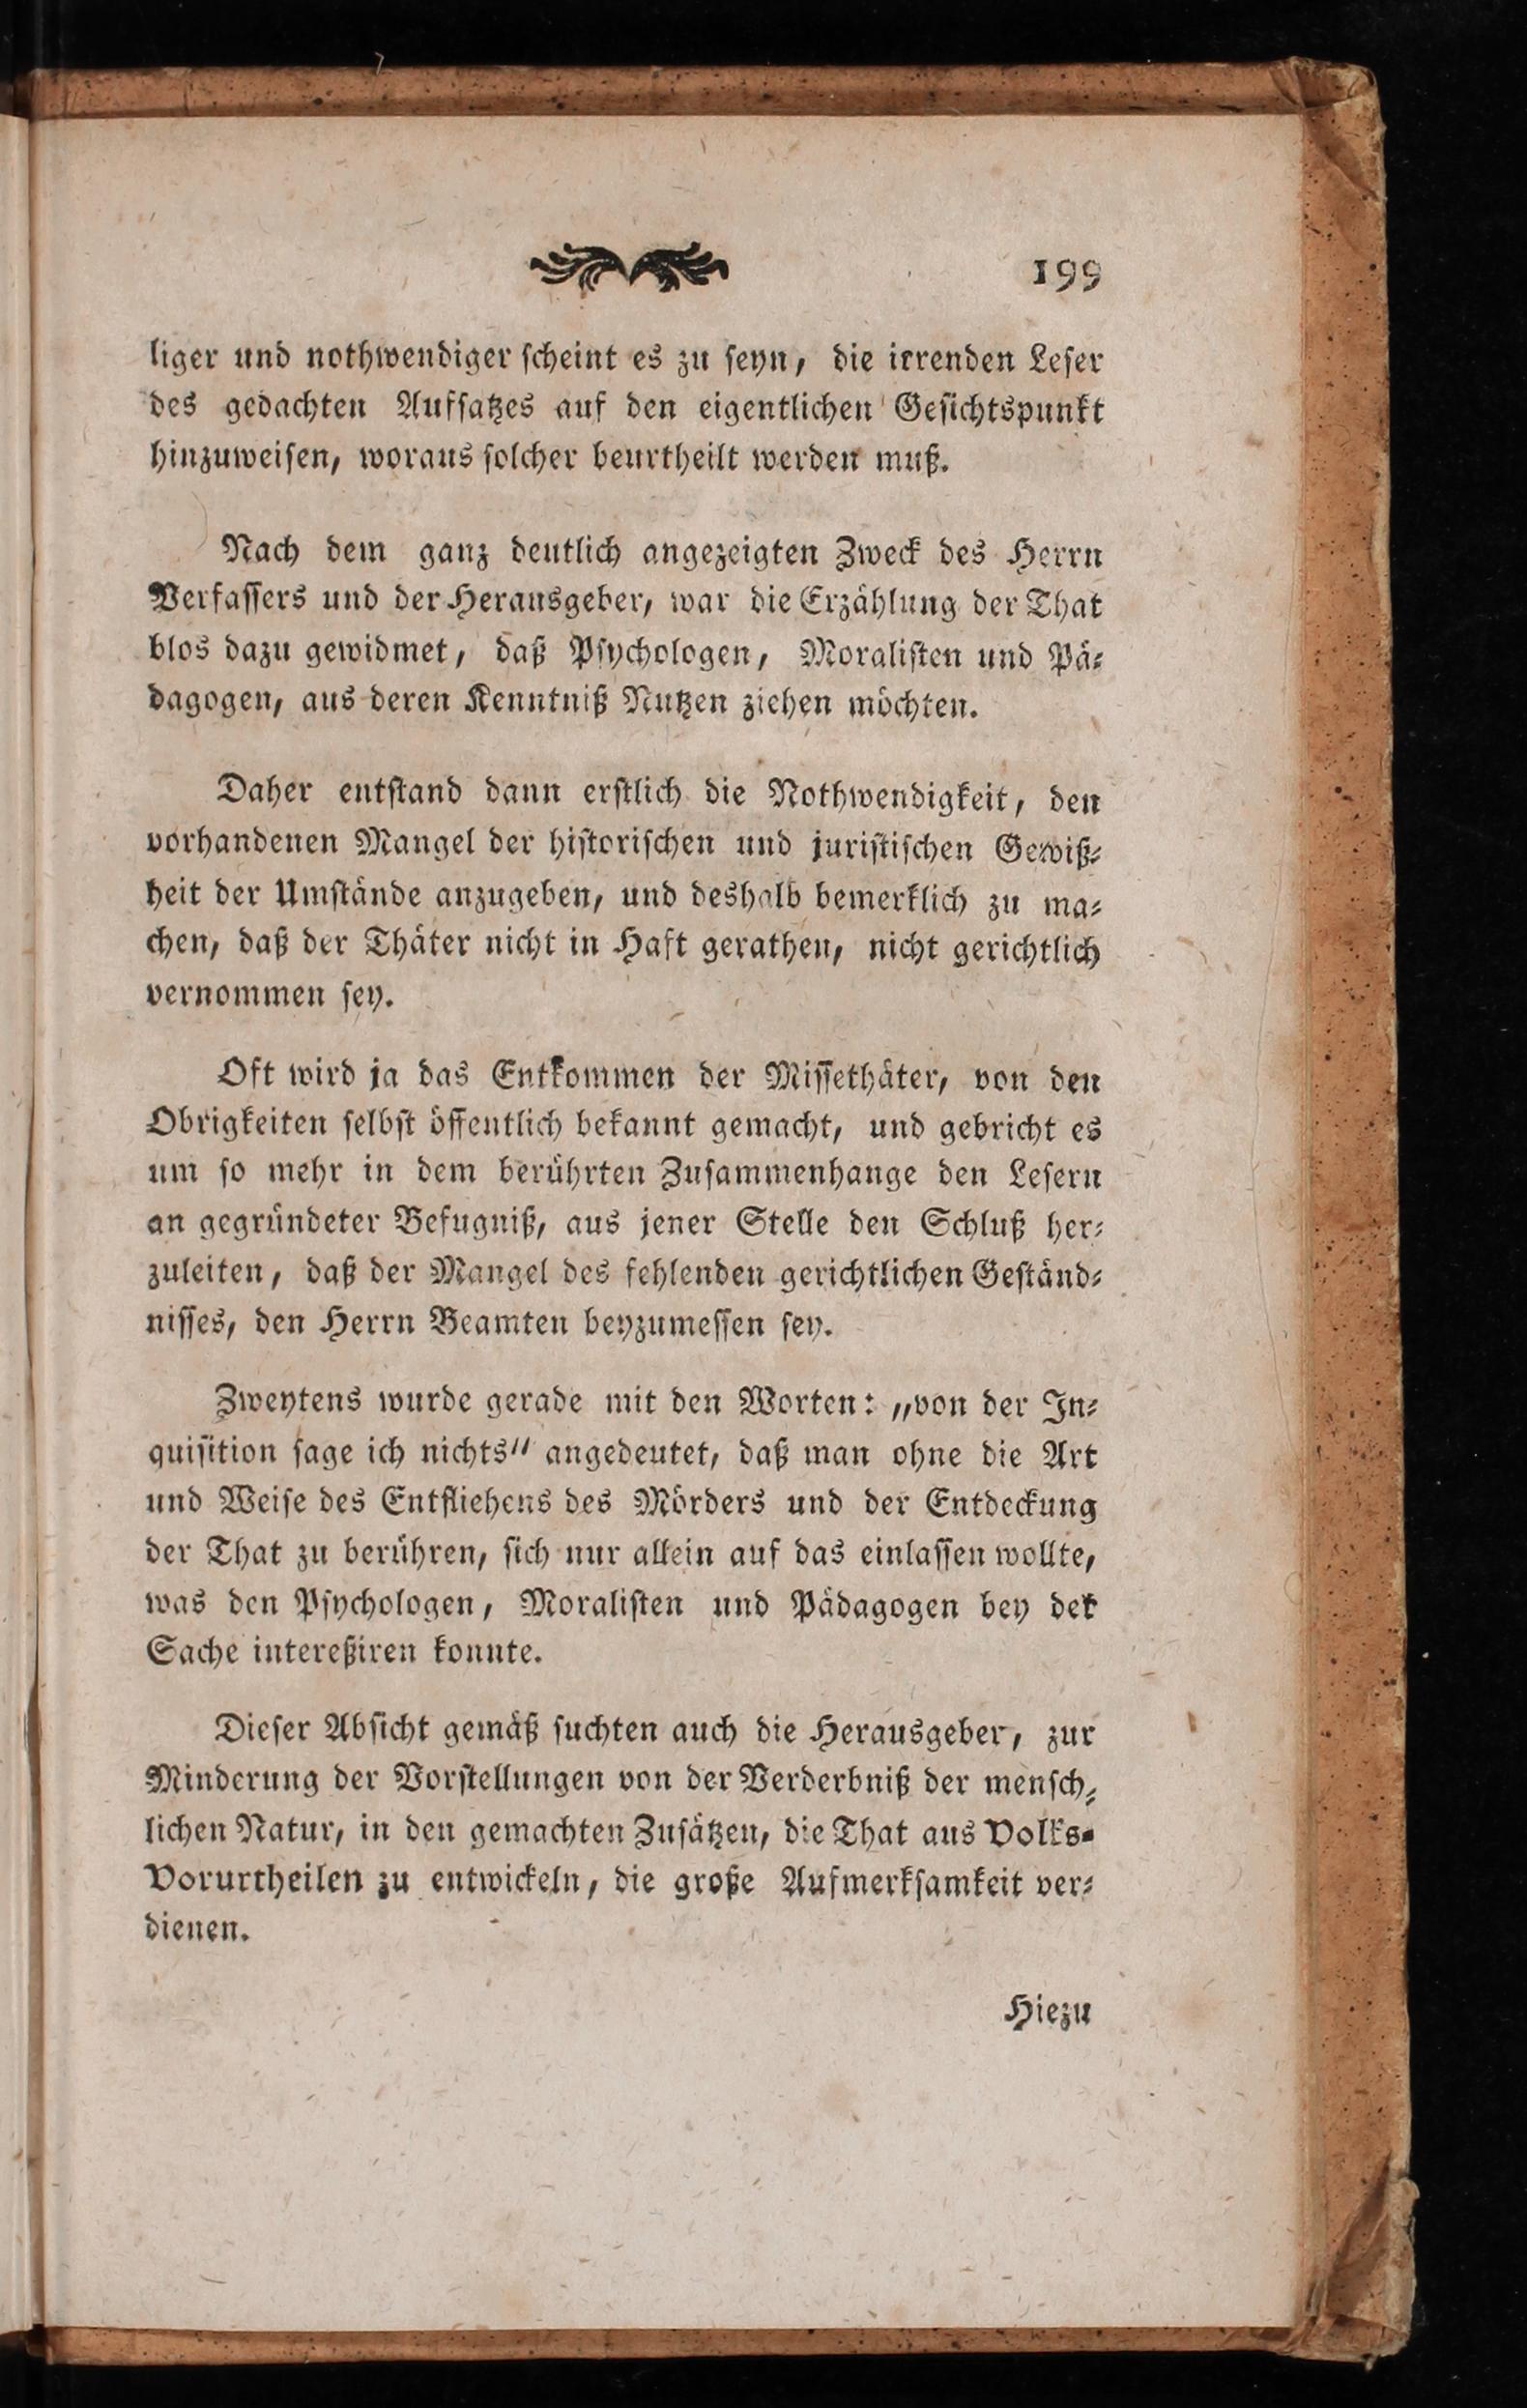 199
liger und nothwendiger ſcheint es zu ſeyn, die irrenden Leſer
des gedachten Aufſatzes auf den eigentlichen Geſichtspunkt
hinzuweiſen, woraus ſolcher beurtheilt werden muß.
Nach dem ganz deutlich angezeigten Zweck des Herrn
Verfaſſers und der Herausgeber, war die Erzählung der That
blos dazu gewidmet, daß Pſychologen, Moraliſten und Pä⸗
dagogen, aus deren Kenntniß Nutzen ziehen möchten.
Daher entſtand dann erſtlich die Nothwendigkeit, den
vorhandenen Mangel der hiſtoriſchen und juriſtiſchen Gewiß⸗
heit der Umſtände anzugeben, und deshalb bemerklich zu ma⸗
chen, daß der Thäter nicht in Haft gerathen, nicht gerichtlich
vernommen ſey.
Oft wird ja das Entkommen der Miſſethäter, von den
Obrigkeiten ſelbſt öffentlich bekannt gemacht, und gebricht es
um ſo mehr in dem berührten Zuſammenhange den Leſern
an gegründeter Befugniß, aus jener Stelle den Schluß her⸗
zuleiten, daß der Mangel des fehlenden gerichtlichen Geſtänd⸗
niſſes, den Herrn Beamten beyzumeſſen ſey.
Zweytens wurde gerade mit den Worten: „von der In⸗
quiſition ſage ich nichts“ angedeutet, daß man ohne die Art
und Weiſe des Entfliehens des Mörders und der Entdeckung
der That zu berühren, ſich nur allein auf das einlaſſen wollte,
was den Pſychologen, Moraliſten und Pädagogen bey der
Sache intereßiren konnte.
Dieſer Abſicht gemäß ſuchten auch die Herausgeber, zur
Minderung der Vorſtellungen von der Verderbniß der menſch⸗
lichen Natur, in den gemachten Zuſätzen, die That aus Volks⸗
Vorurtheilen zu entwickeln, die große Aufmerkſamkeit ver⸗
dienen.
Hiezu